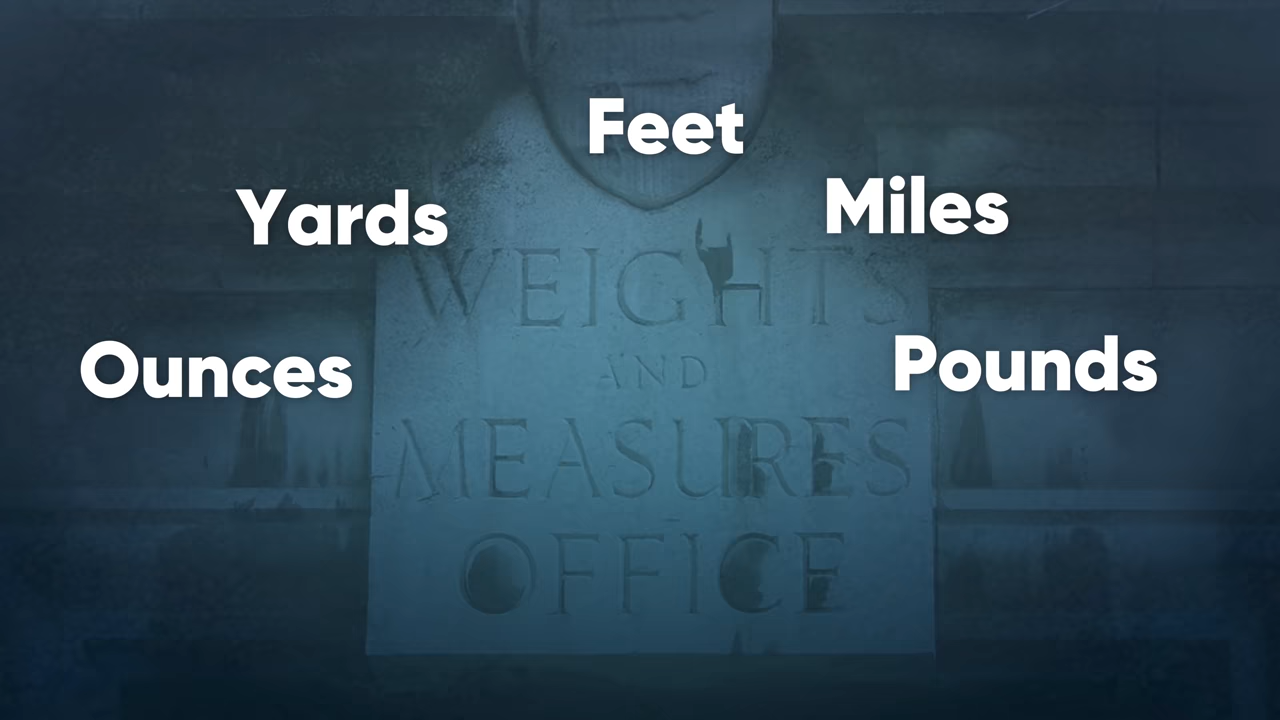 Feet
Yards
Miles
Ounces
Pounds
WEIGHTS
AND
MEASURES
OFFICE